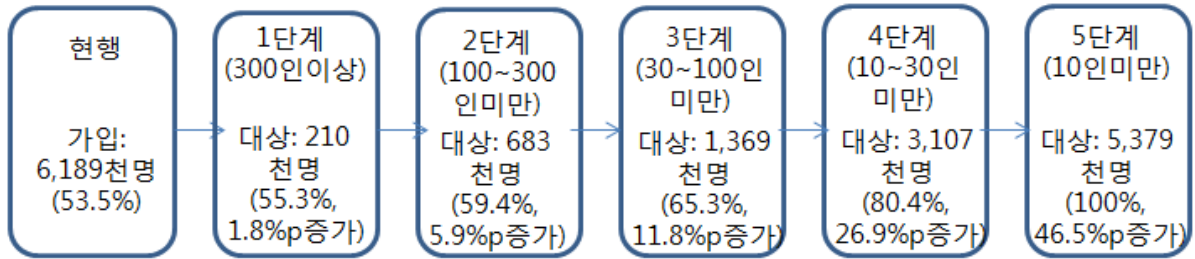 현행
가입:
6,189천명
(53.5%)
1단계
(300인이상)
대상: 210
천명
(55.3%,
1.8%p증가)
2단계
(100~300
인미만)
대상: 683
천명
(59.4%,
5.9%p증가)
3단계
(30~100인
미만)
대상: 1,369
천명
(65.3%,
11.8%p증가)
4단계
(10~30인
미만)
대상: 3,107
천명
(80.4%,
26.9%p증가)
5단계
(10인미만)
대상: 5,379
천명
(100%,
46.5%p증가)